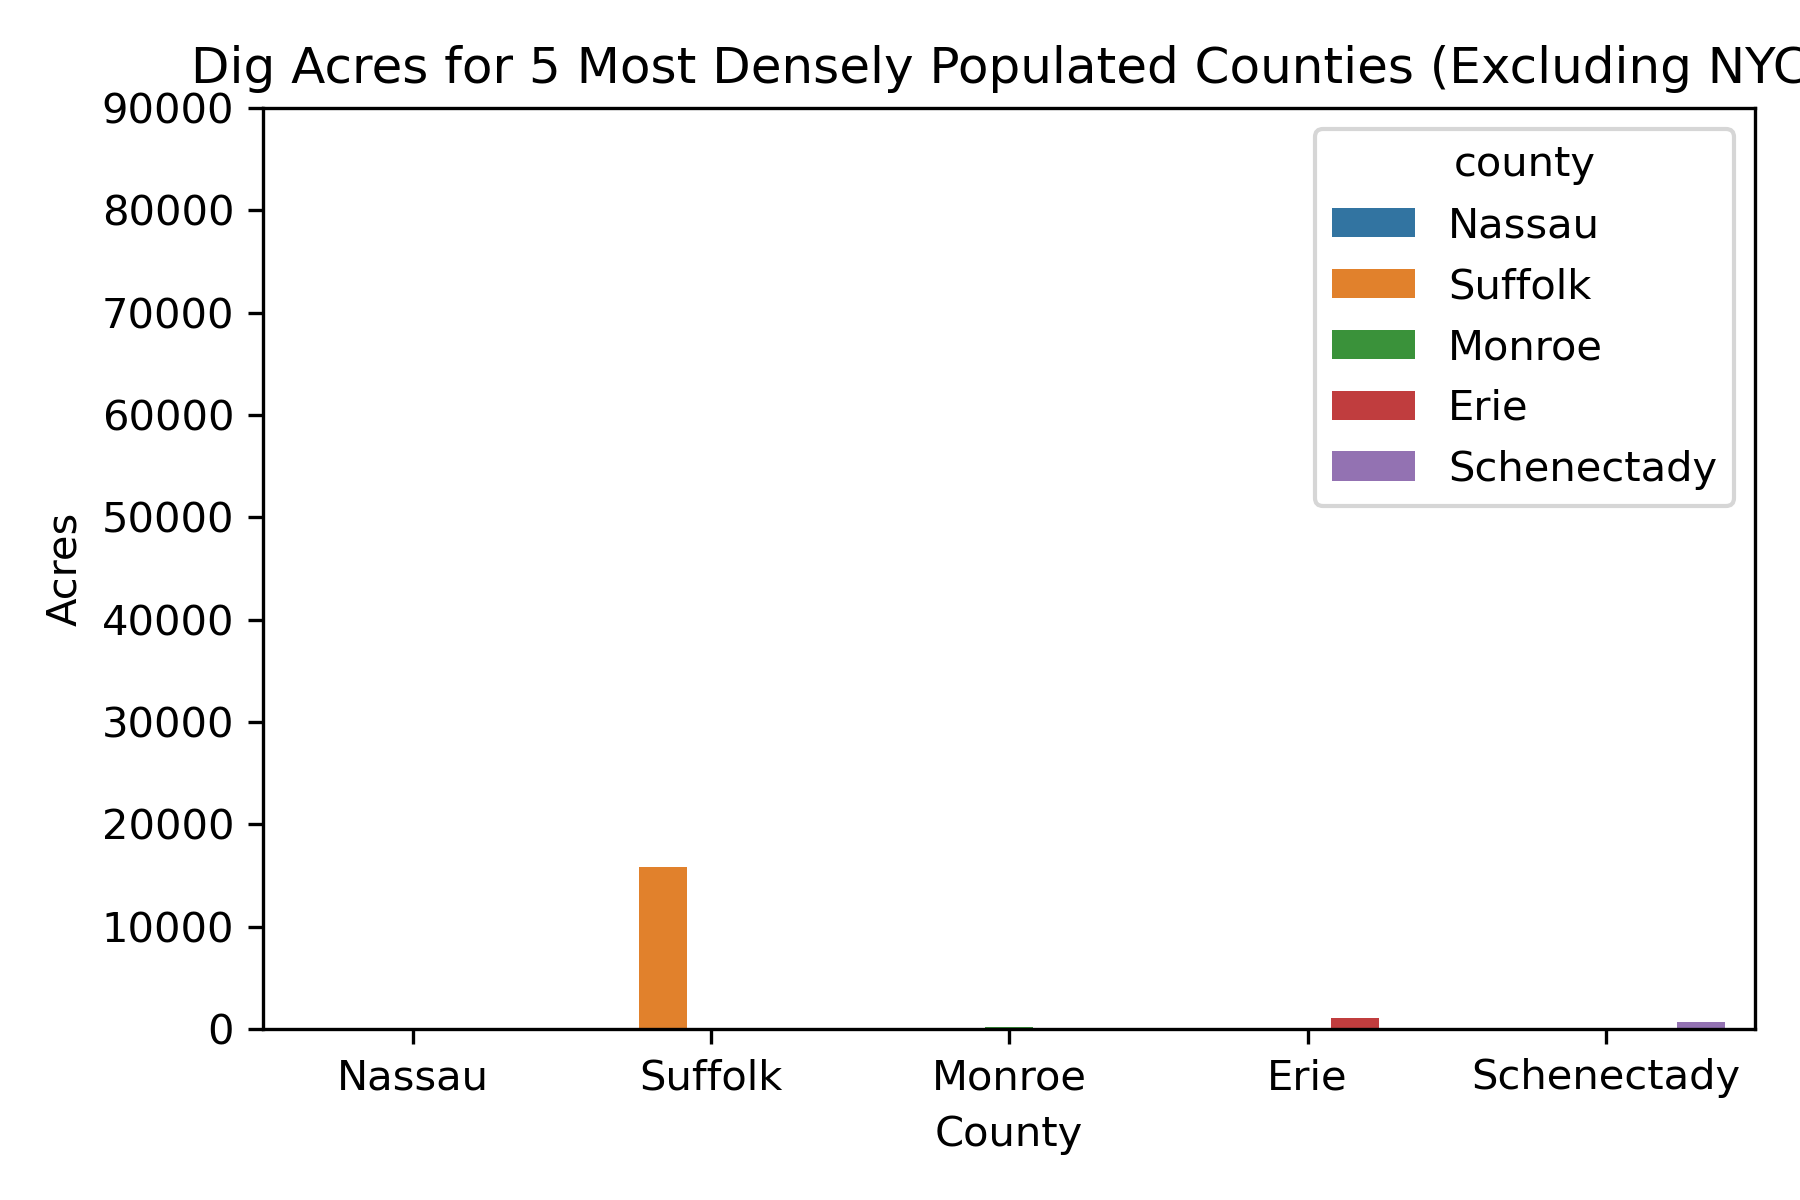 Dig Acres for 5 Most Densely Populated Counties (Excluding NYC
90000
80000
70000
60000
50000
40000
30000
20000
10000
0
Acres
county
Nassau
Suffolk
Monroe
Erie
Schenectady
Nassau Suffolk Monroe Erie Schenectady
County